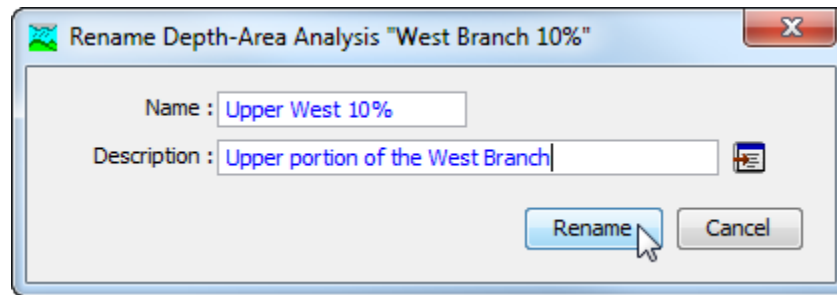 Rename Depth-Area Analysis "West Branch 10%"
Name : Upper West 10%
Description : Upper portion of the West Branch
Rename Cancel